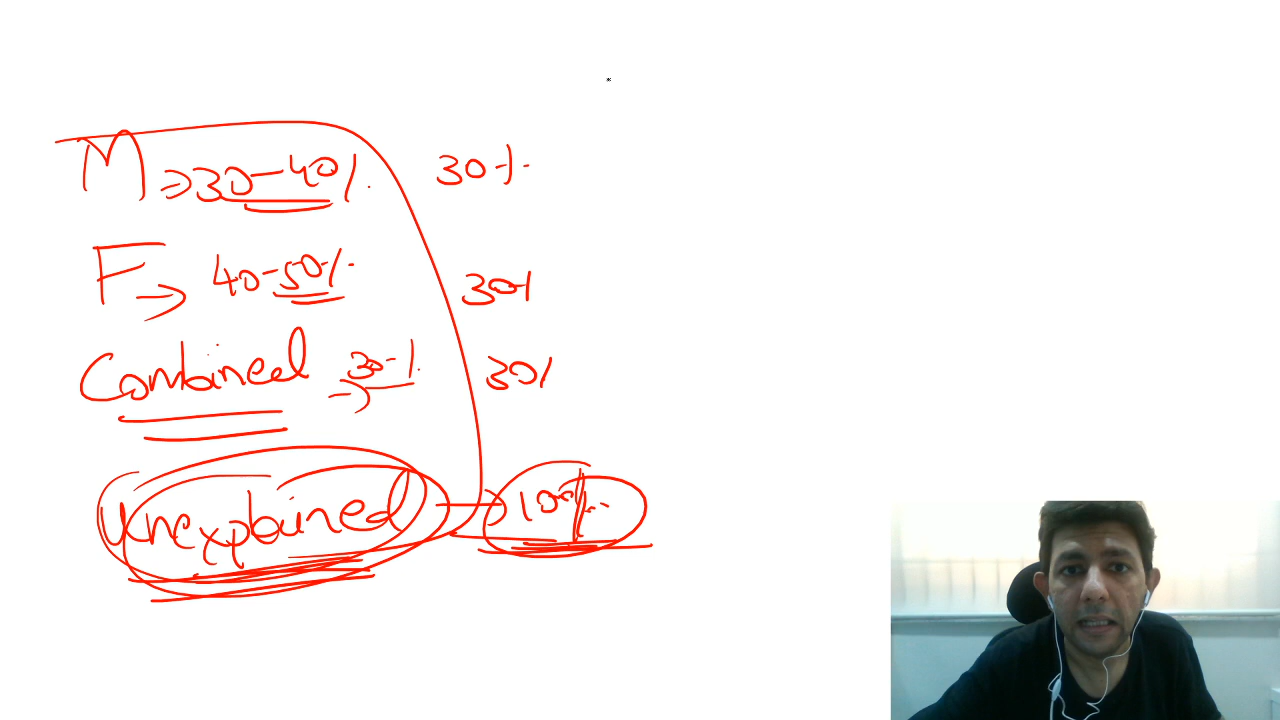 M → 30-40% 30%
F → 40-50% 30%
Combined → 30% 30%
Unexplained → 10%